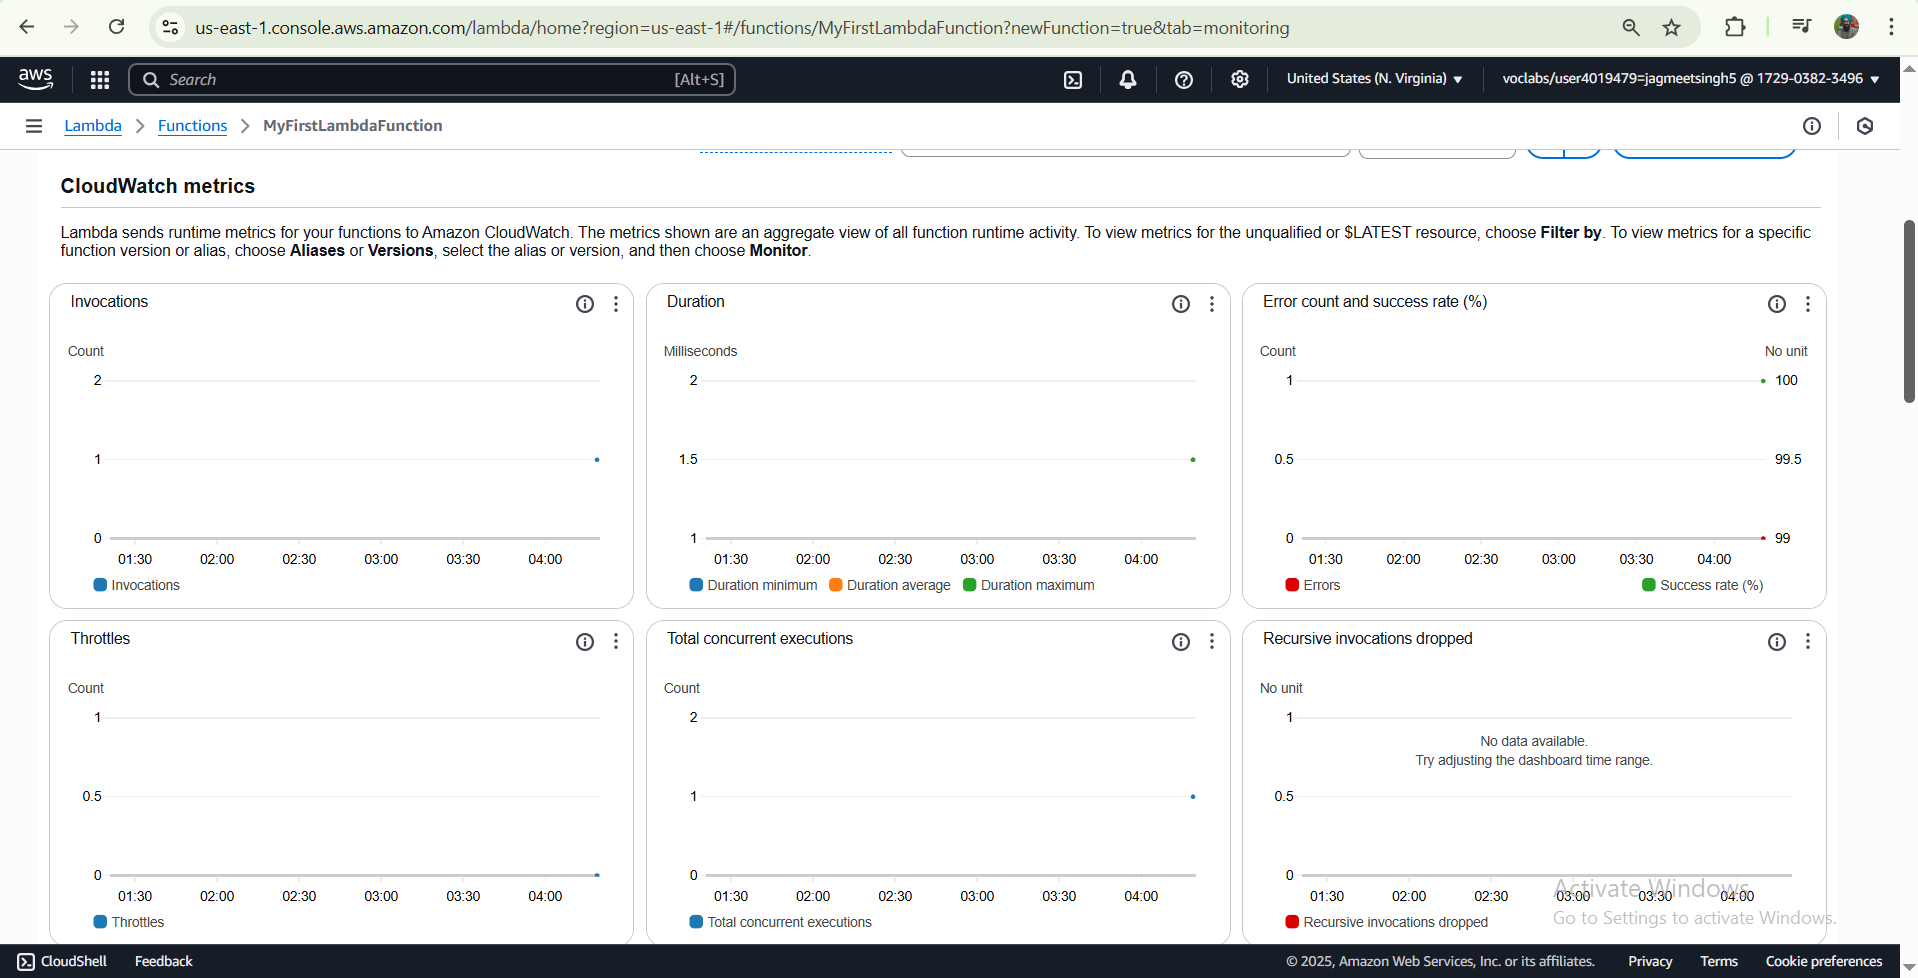 us-east-1.console.aws.amazon.com/lambda/home?region=us-east-1#/functions/MyFirstLambdaFunction?newFunction=true&tab=monitoring
aws
Search [Alt+S]
United States (N. Virginia)
voclabs/user4019479=jagmeetsingh5 @ 1729-0382-3496
Lambda > Functions > MyFirstLambdaFunction
CloudWatch metrics
Lambda sends runtime metrics for your functions to Amazon CloudWatch. The metrics shown are an aggregate view of all function runtime activity. To view metrics for the unqualified or $LATEST resource, choose Filter by. To view metrics for a specific
function version or alias, choose Aliases or Versions, select the alias or version, and then choose Monitor.
Invocations
Count
2
1
0
01:30 02:00 02:30 03:00 03:30 04:00
Invocations
Duration
Milliseconds
2
1.5
1
01:30 02:00 02:30 03:00 03:30 04:00
Duration minimum Duration average Duration maximum
Error count and success rate (%)
Count No unit
1 100
0.5 99.5
0 99
01:30 02:00 02:30 03:00 03:30 04:00
Errors Success rate (%)
Throttles
Count
1
0.5
0
01:30 02:00 02:30 03:00 03:30 04:00
Throttles
Total concurrent executions
Count
2
1
0
01:30 02:00 02:30 03:00 03:30 04:00
Total concurrent executions
Recursive invocations dropped
No unit
1
No data available.
Try adjusting the dashboard time range.
0.5
0
01:30 02:00 02:30 03:00 03:30 04:00
Recursive invocations dropped
Activate Windows
Go to Settings to activate Windows.
CloudShell Feedback
© 2025, Amazon Web Services, Inc. or its affiliates. Privacy Terms Cookie preferences